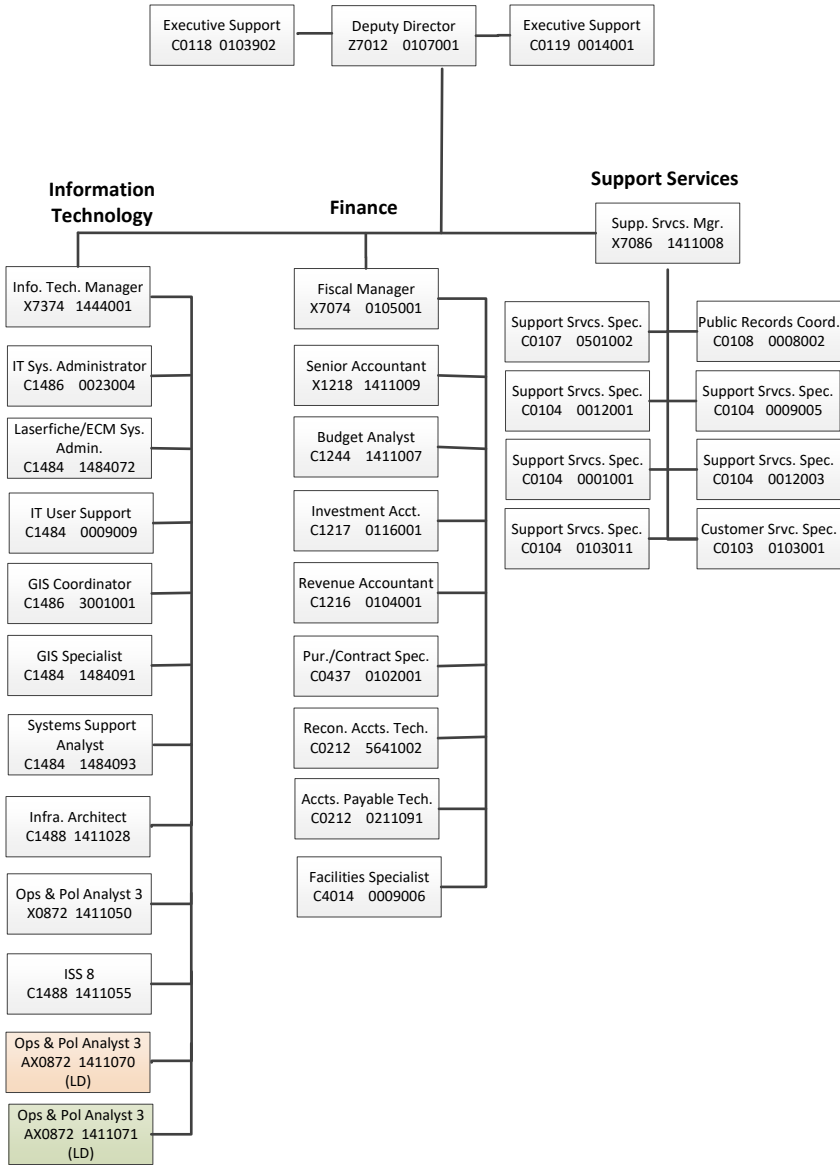 Executive Support
C0118 0103902
Deputy Director
Z7012 0107001
Executive Support
C0119 0014001
Information
Technology
Finance
Support Services
Supp. Srvcs. Mgr.
X7086 1411008
Info. Tech. Manager
X7374 1444001
IT Sys. Administrator
C1486 0023004
Laserfiche/ECM Sys.
Admin.
C1484 1484072
IT User Support
C1484 0009009
GIS Coordinator
C1486 3001001
GIS Specialist
C1484 1484091
Systems Support
Analyst
C1484 1484093
Infra. Architect
C1488 1411028
Ops & Pol Analyst 3
X0872 1411050
ISS 8
C1488 1411055
Ops & Pol Analyst 3
AX0872 1411070
(LD)
Ops & Pol Analyst 3
AX0872 1411071
(LD)
Fiscal Manager
X7074 0105001
Senior Accountant
X1218 1411009
Budget Analyst
C1244 1411007
Investment Acct.
C1217 0116001
Revenue Accountant
C1216 0104001
Pur./Contract Spec.
C0437 0102001
Recon. Accts. Tech.
C0212 5641002
Accts. Payable Tech.
C0212 0211091
Facilities Specialist
C4014 0009006
Support Srvcs. Spec.
C0107 0501002
Public Records Coord.
C0108 0008002
Support Srvcs. Spec.
C0104 0012001
Support Srvcs. Spec.
C0104 0009005
Support Srvcs. Spec.
C0104 0001001
Support Srvcs. Spec.
C0104 0012003
Support Srvcs. Spec.
C0104 0103011
Customer Srvc. Spec.
C0103 0103001